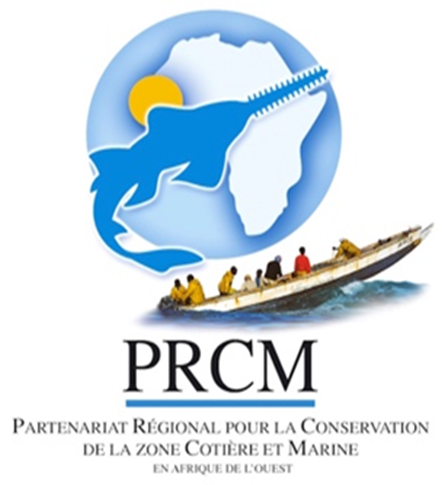 PRCM
PARTENARIAT RÉGIONAL POUR LA CONSERVATION
DE LA ZONE COTIÈRE ET MARINE
EN AFRIQUE DE L'OUEST